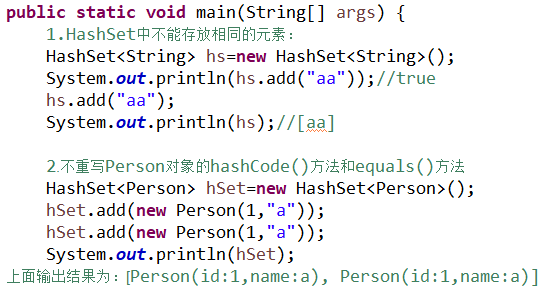 public static void main(String[] args) {
1.HashSet中不能存放相同的元素:
HashSet<String> hs=new HashSet<String>();
System.out.println(hs.add("aa"));//true
hs.add("aa");
System.out.println(hs);//[aa]
2.不重写Person对象的hashCode()方法和equals()方法
HashSet<Person> hSet=new HashSet<Person>();
hSet.add(new Person(1,"a"));
hSet.add(new Person(1,"a"));
System.out.println(hSet);
上面输出结果为:[Person(id:1,name:a), Person(id:1,name:a)]